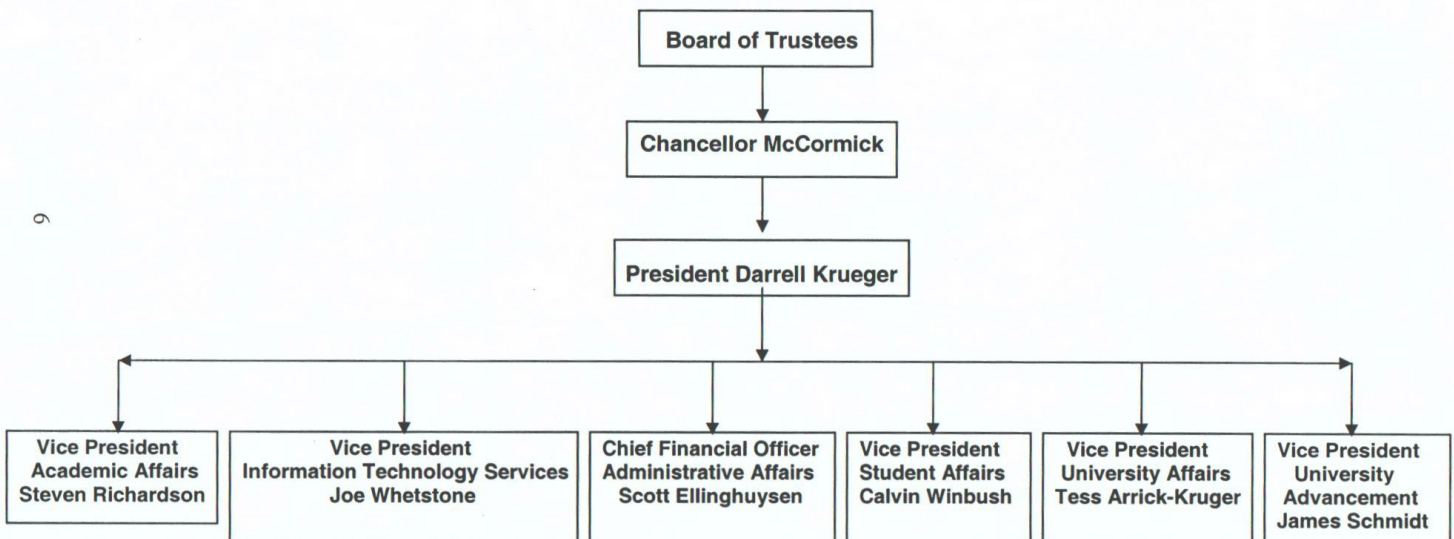 Board of Trustees
Chancellor McCormick
6
President Darrell Krueger
Vice President
Academic Affairs
Steven Richardson
Vice President
Information Technology Services
Joe Whetstone
Chief Financial Officer
Administrative Affairs
Scott Ellinghuysen
Vice President
Student Affairs
Calvin Winbush
Vice President
University Affairs
Tess Arrick-Kruger
Vice President
University
Advancement
James Schmidt